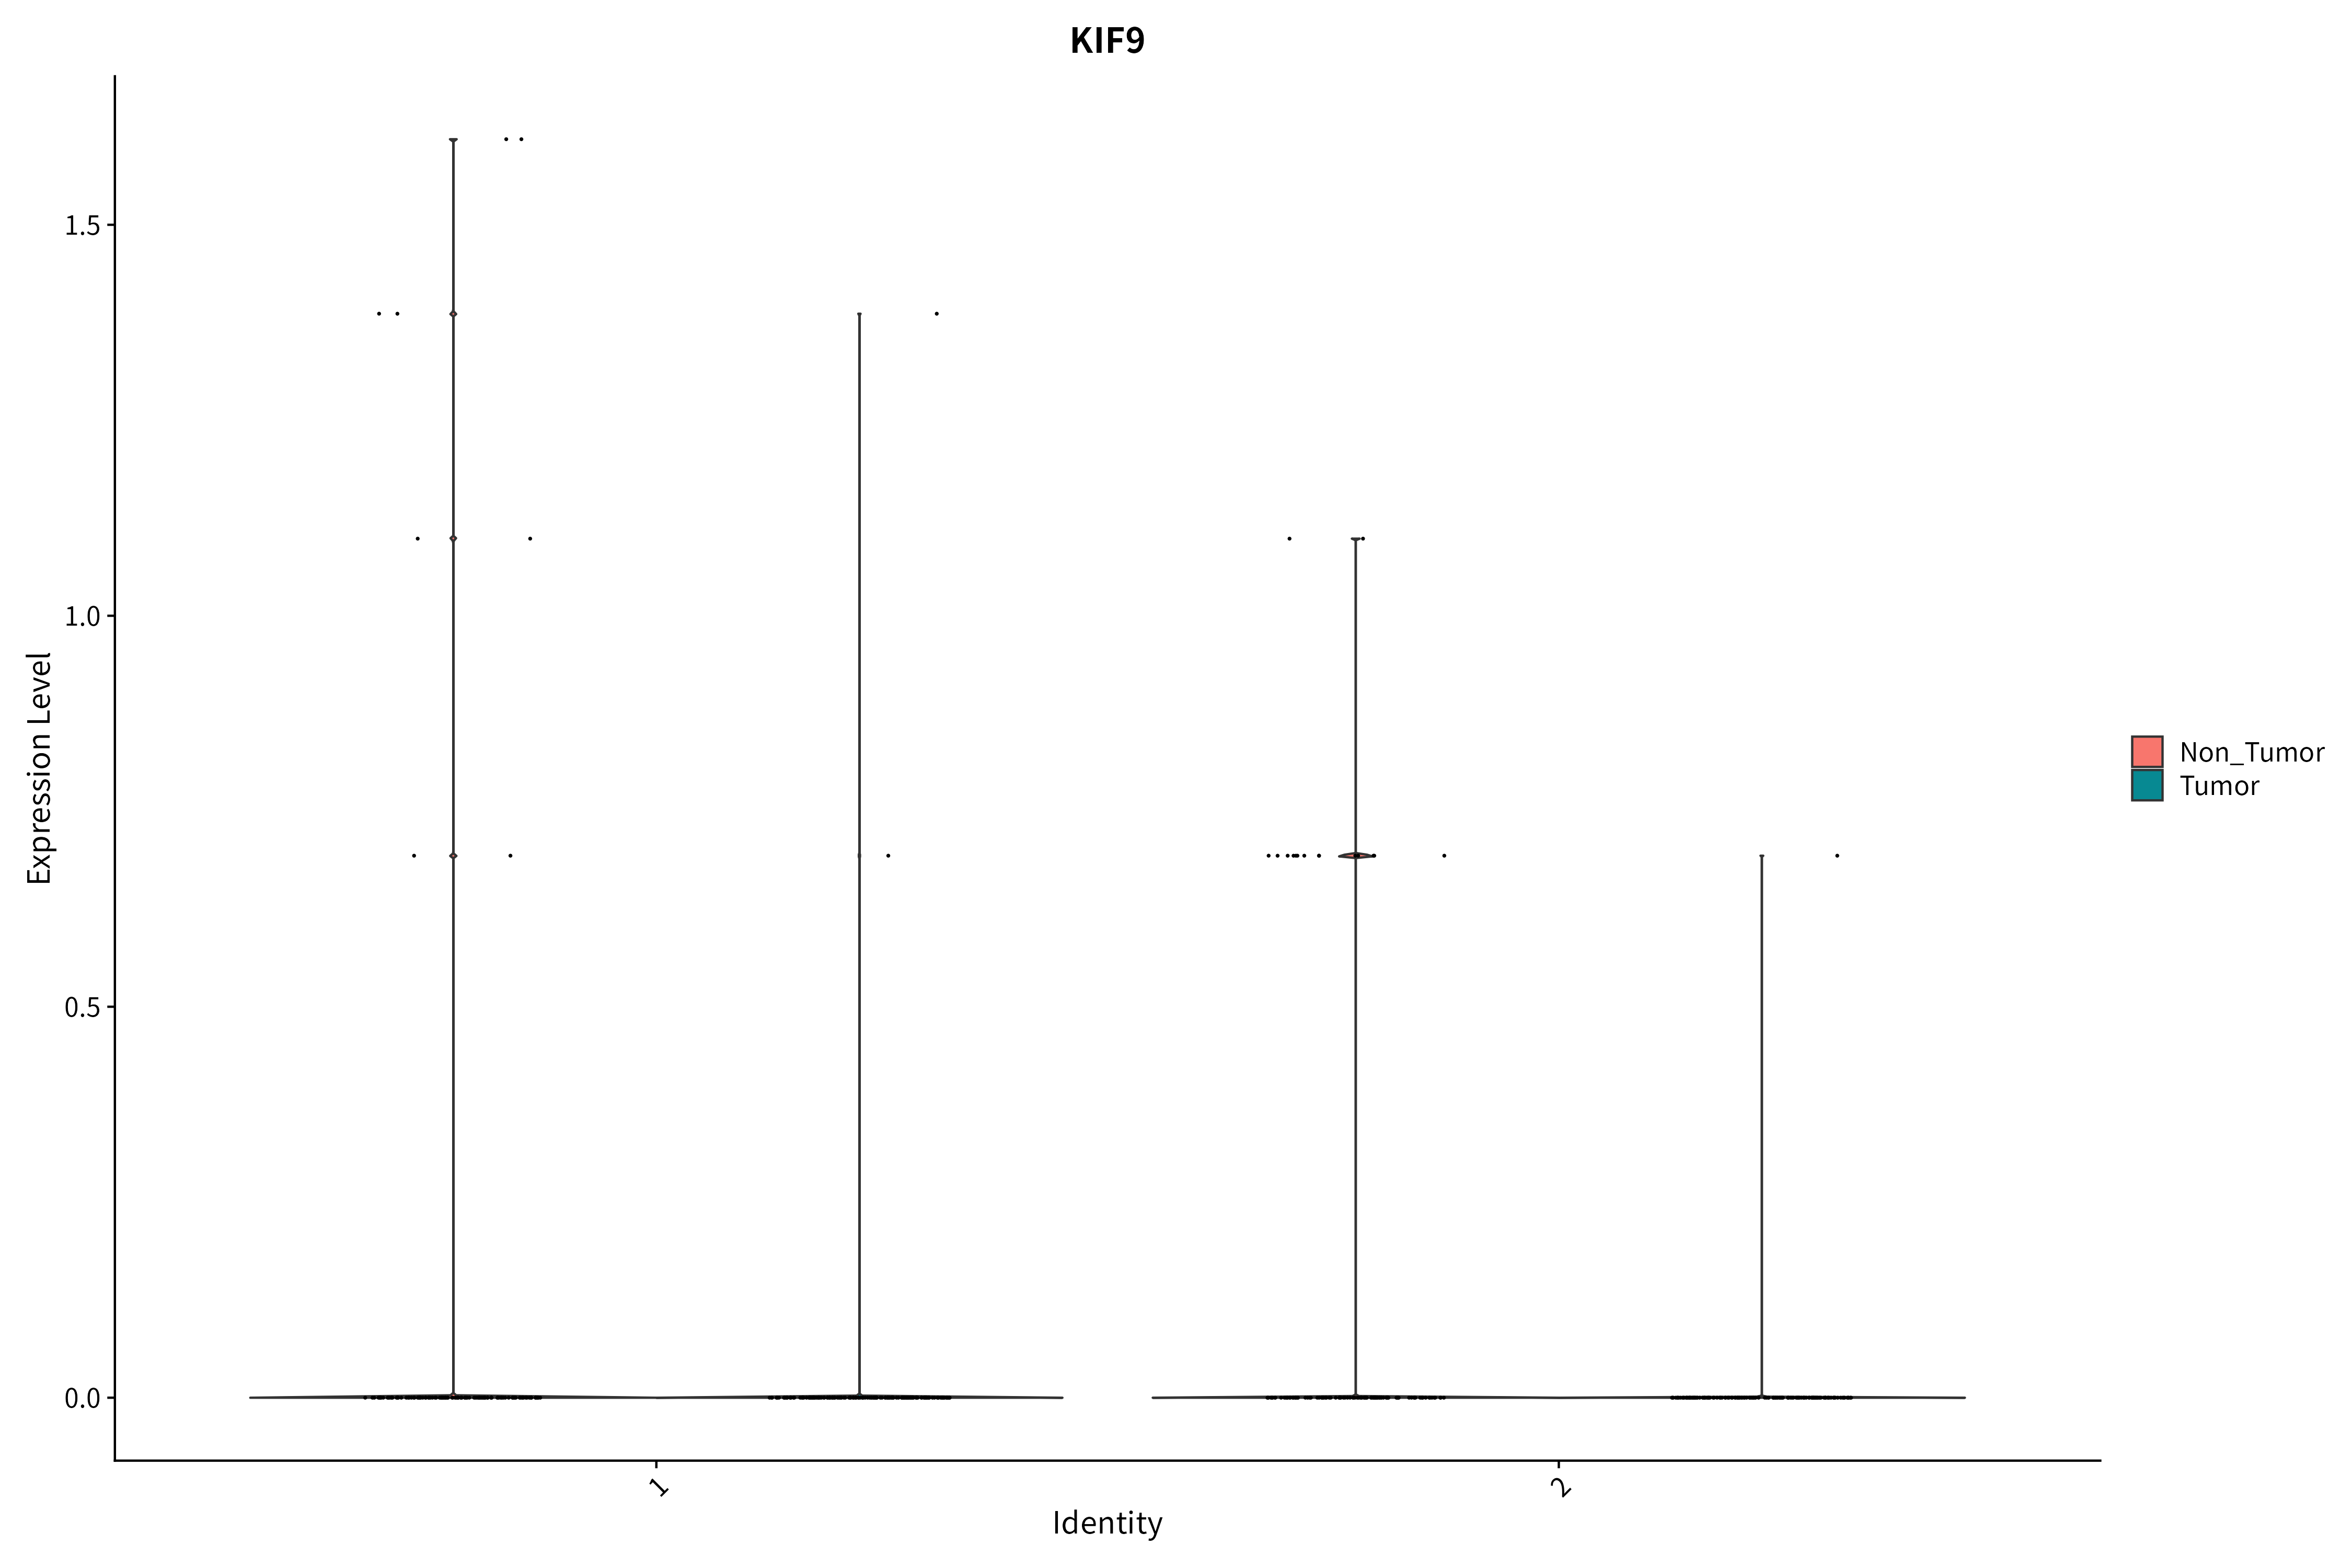 KIF9
Expression Level
1.5
1.0
0.5
0.0
1
2
Identity
Non_Tumor
Tumor